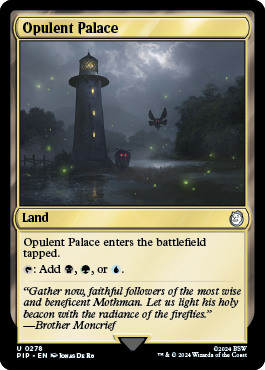 Opulent Palace
Land
Opulent Palace enters the battlefield
tapped.
: Add , , or .
“Gather now, faithful followers of the most wise
and beneficent Mothman. Let us light his holy
beacon with the radiance of the fireflies.”
—Brother Moncrief
U 0278
PIP • EN Jonas De Ro
©2024 BSW
™ & © 2024 Wizards of the Coast